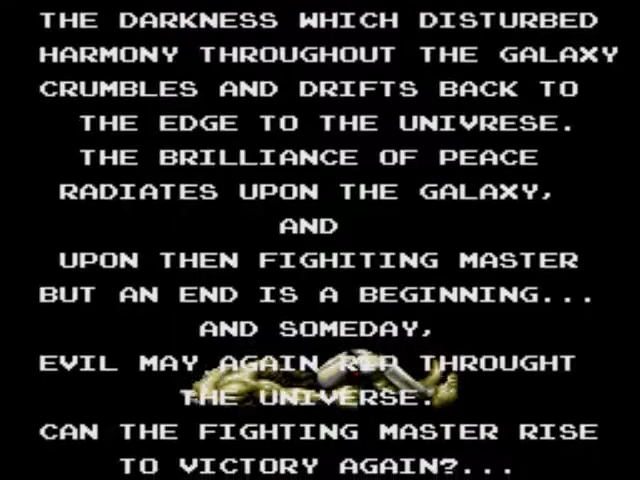 THE DARKNESS WHICH DISTURBED
HARMONY THROUGHOUT THE GALAXY
CRUMBLES AND DRIFTS BACK TO
THE EDGE TO THE UNIVRESE.
THE BRILLIANCE OF PEACE
RADIATES UPON THE GALAXY,
AND
UPON THEN FIGHITING MASTER
BUT AN END IS A BEGINNING...
AND SOMEDAY,
EVIL MAY AGAIN RIP THROUGHT
THE UNIVERSE.
CAN THE FIGHTING MASTER RISE
TO VICTORY AGAIN?...